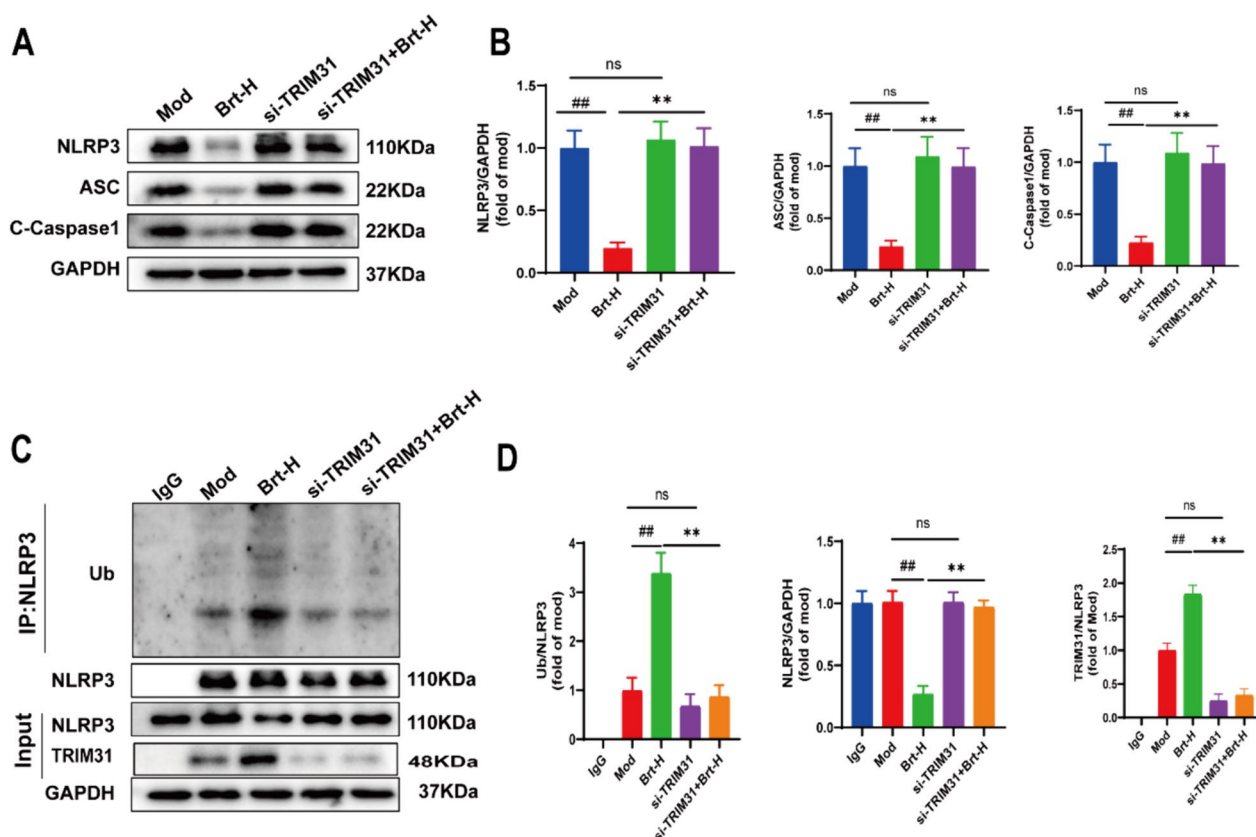 A
Mod
Brt-H
si-TRIM31
si-TRIM31+Brt-H
NLRP3
110KDa
ASC
22KDa
C-Caspase1
22KDa
GAPDH
37KDa
B
NLRP3/GAPDH
(fold of mod)
1.5
1.0
0.5
0.0
ns
##
**
Mod
Brt-H
si-TRIM31
si-TRIM31+Brt-H
ASC/GAPDH
(fold of mod)
1.5
1.0
0.5
0.0
ns
##
**
Mod
Brt-H
si-TRIM31
si-TRIM31+Brt-H
C-Caspase1/GAPDH
(fold of mod)
1.5
1.0
0.5
0.0
ns
##
**
Mod
Brt-H
si-TRIM31
si-TRIM31+Brt-H
C
IgG
Mod
Brt-H
si-TRIM31
si-TRIM31+Brt-H
IP:NLRP3
Ub
NLRP3
110KDa
Input
NLRP3
110KDa
TRIM31
48KDa
GAPDH
37KDa
D
Ub/NLRP3
(fold of mod)
4
3
2
1
0
ns
##
**
IgG
Mod
Brt-H
si-TRIM31
si-TRIM31+Brt-H
NLRP3/GAPDH
(fold of mod)
1.5
1.0
0.5
0.0
ns
##
**
IgG
Mod
Brt-H
si-TRIM31
si-TRIM31+Brt-H
TRIM31/NLRP3
(fold of Mod)
2.5
2.0
1.5
1.0
0.5
0.0
ns
##
**
IgG
Mod
Brt-H
si-TRIM31
si-TRIM31+Brt-H